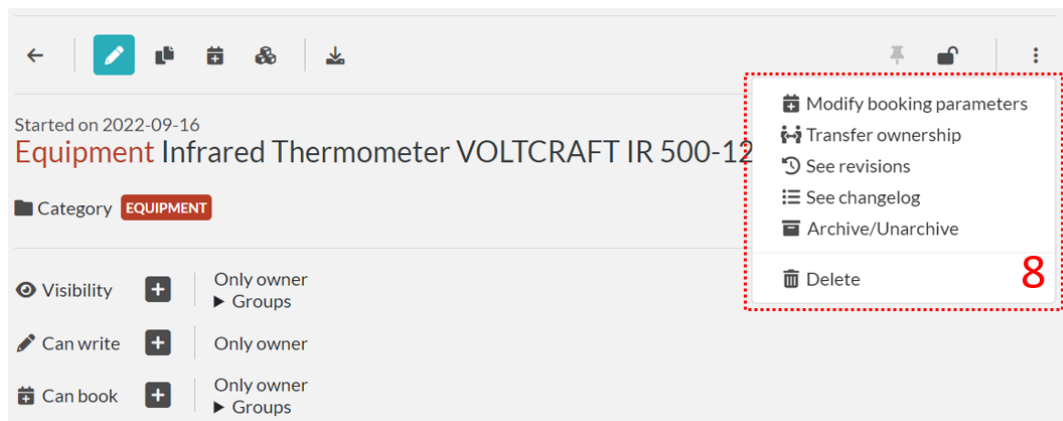 Started on 2022-09-16
Equipment Infrared Thermometer VOLTCRAFT IR 500-12
Category EQUIPMENT
Visibility
Only owner
Groups
Can write
Only owner
Can book
Only owner
Groups
Modify booking parameters
Transfer ownership
See revisions
See changelog
Archive/Unarchive
Delete
8